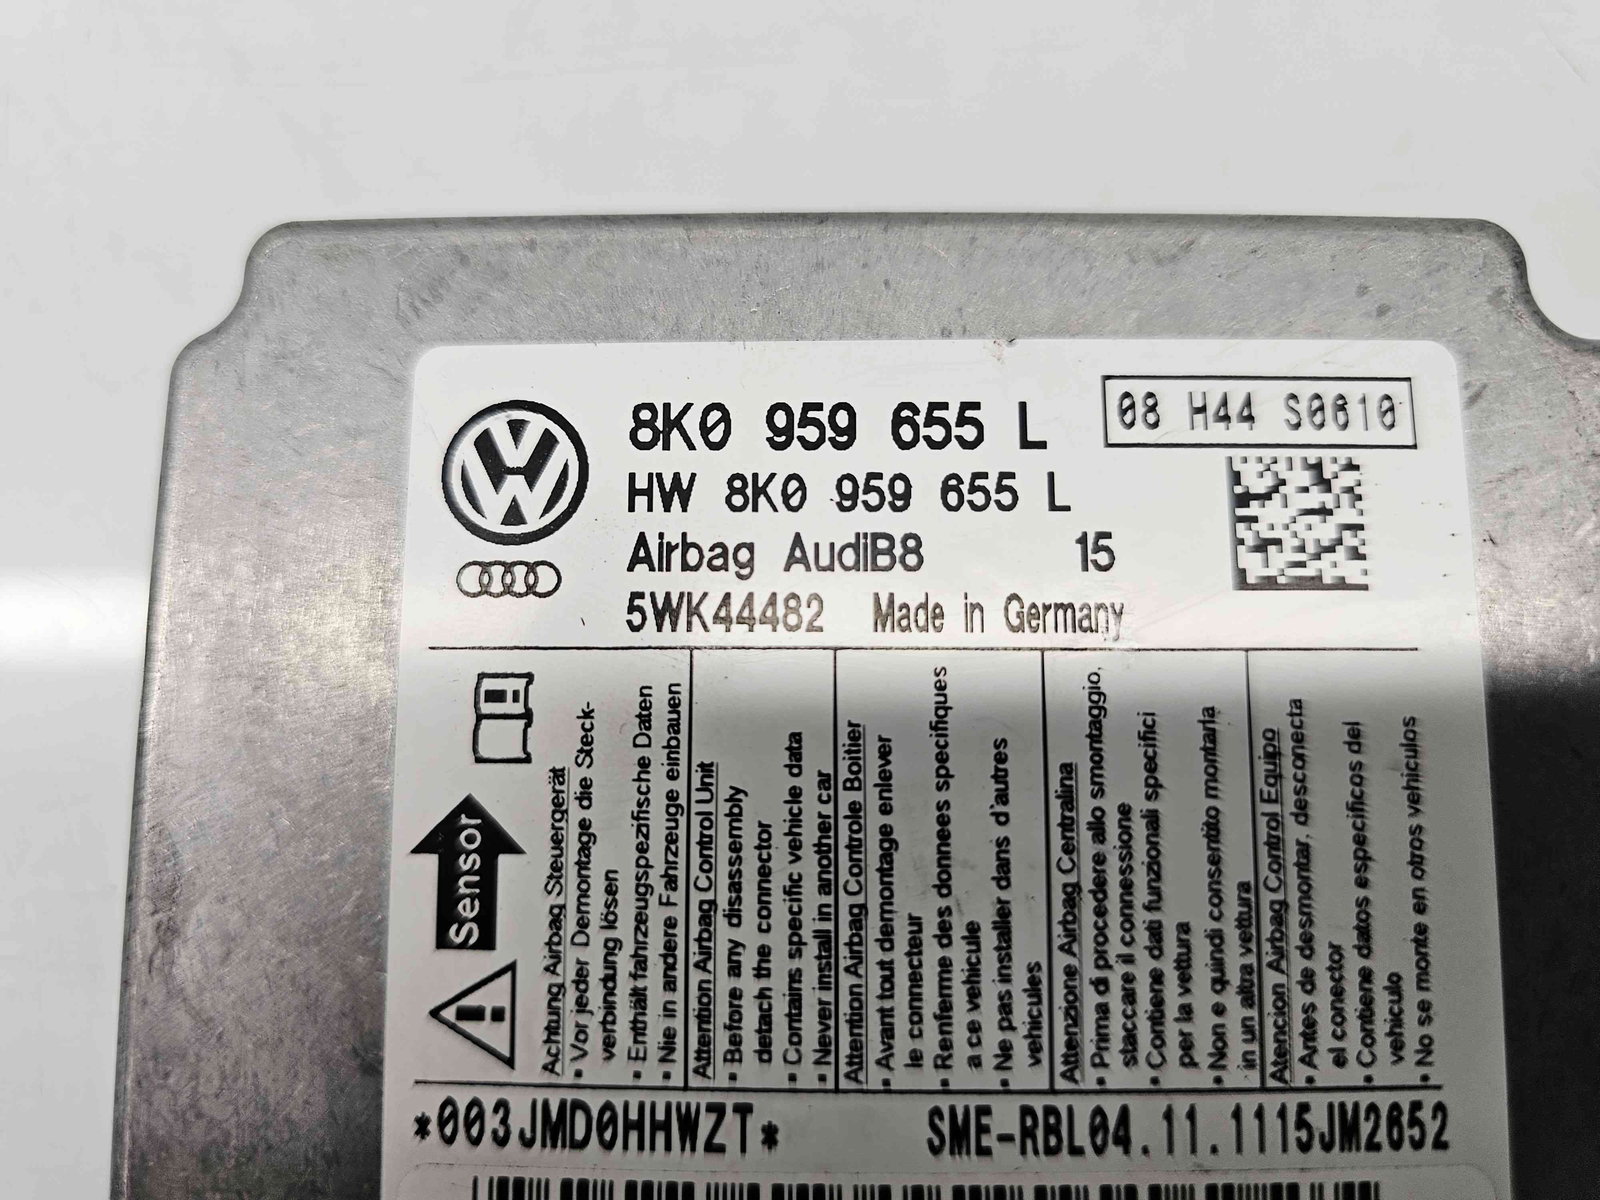 8K0 959 655 L
08 H44 S0610
HW 8K0 959 655 L
Airbag AudiB8 15
5WK44482 Made in Germany
Sensor
Achtung Airbag Steuergerät
• Vor jeder Demontage die Steck-
verbindung lösen
• Enthält fahrzeugspezifische Daten
• Nie in andere Fahrzeuge einbauen
Attention Airbag Control Unit
• Before any disassembly
detach the connector
• Contains specific vehicle data
• Never install in another car
Attention Airbag Controle Boitier
• Avant tout demontage enlever
le connecteur
• Renferme des donnees specifiques
a ce vehicule
• Ne pas installer dans d'autres
vehicules
Attenzione Airbag Centralina
• Prima di procedere allo smontaggio,
staccare il connessione
• Contiene dati funzionali specifici
per la vettura
• Non e quindi consentito montarla
in un altra vettura
Atencion Airbag Control Equipo
• Antes de desmontar, desconecta
el conector
• Contiene datos especificos del
vehiculo
• No se monte en otros vehiculos
*003JMD0HHWZT*
SME-RBL04.11.1115JM2652